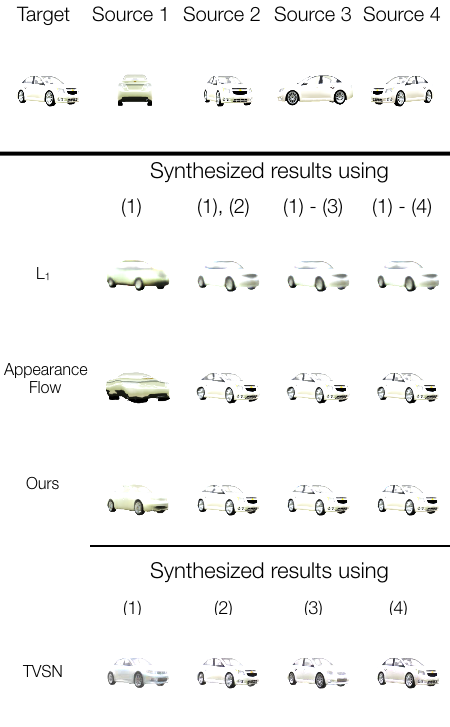 Target Source 1 Source 2 Source 3 Source 4
Synthesized results using
(1) (1), (2) (1) - (3) (1) - (4)
L₁
Appearance
Flow
Ours
Synthesized results using
(1) (2) (3) (4)
TVSN